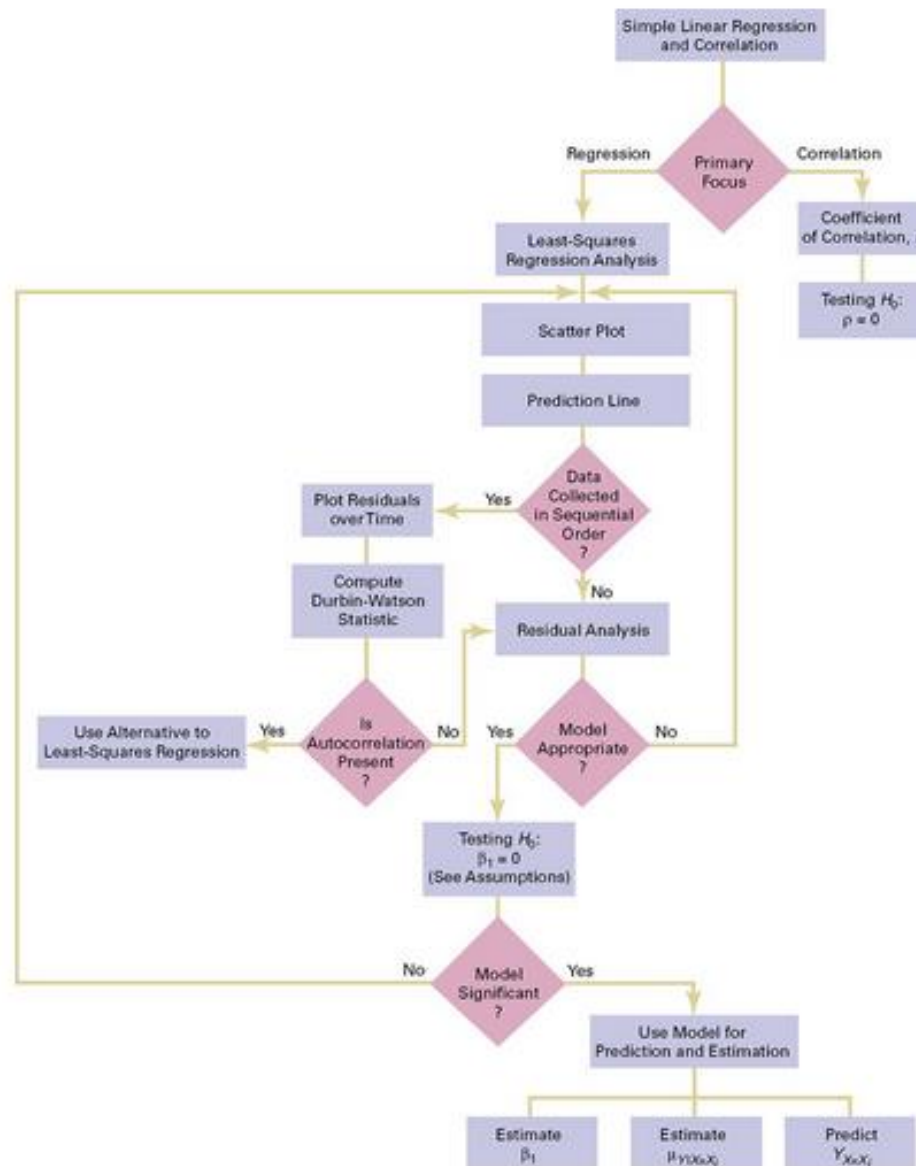 Simple Linear Regression
and Correlation
Regression
Primary
Focus
Correlation
Least-Squares
Regression Analysis
Coefficient
of Correlation,
Testing H₀:
ρ = 0
Scatter Plot
Prediction Line
Data
Collected
in Sequential
Order
?
Yes
Plot Residuals
over Time
No
Compute
Durbin-Watson
Statistic
Residual Analysis
Is
Autocorrelation
Present
?
Yes
No
Use Alternative to
Least-Squares Regression
Model
Appropriate
?
Yes
No
Testing H₀:
β₁ = 0
(See Assumptions)
Model
Significant
?
No
Yes
Use Model for
Prediction and Estimation
Estimate
β₁
Estimate
Predict